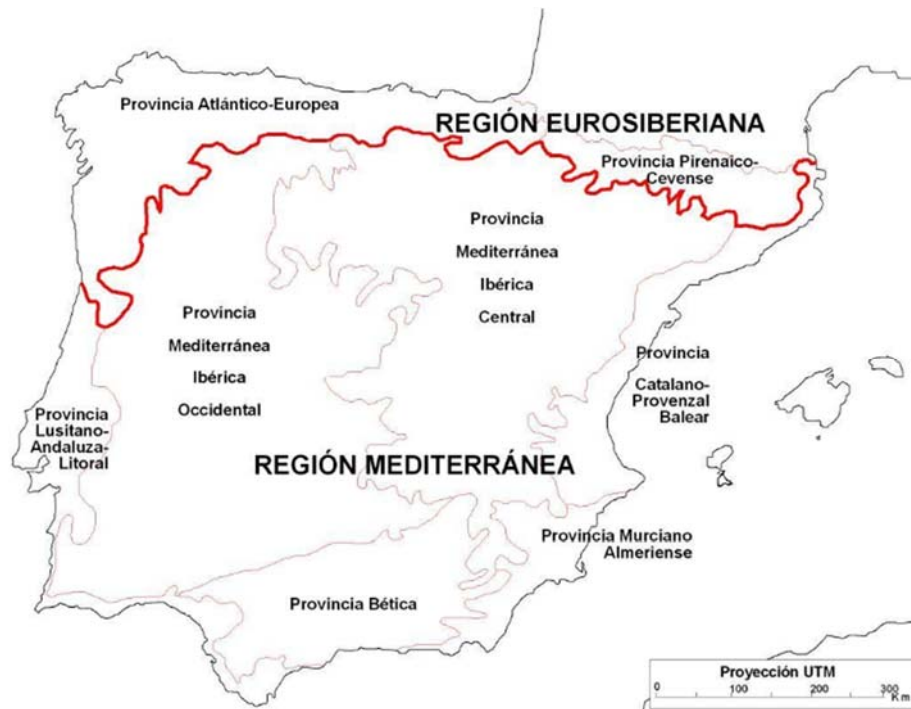 Provincia Atlántico-Europea
REGIÓN EUROSIBERIANA
Provincia Pirenaico-
Cevense
Provincia
Mediterránea
Ibérica
Central
Provincia
Mediterránea
Ibérica
Occidental
Provincia
Catalano-
Provenzal
Balear
Provincia
Lusitano-
Andaluza-
Litoral
REGIÓN MEDITERRÁNEA
Provincia Murciano
Almeriense
Provincia Bética
Proyección UTM
0 100 200 300
Km